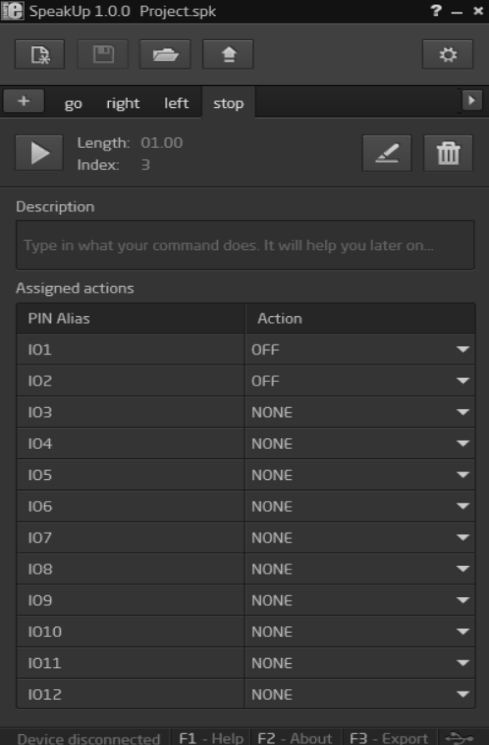 SpeakUp 1.0.0 Project.spk ? – ×
+ go right left stop
Length: 01.00
Index: 3
Description
Type in what your command does. It will help you later on...
Assigned actions
PIN Alias Action
IO1 OFF
IO2 OFF
IO3 NONE
IO4 NONE
IO5 NONE
IO6 NONE
IO7 NONE
IO8 NONE
IO9 NONE
IO10 NONE
IO11 NONE
IO12 NONE
Device disconnected F1 - Help F2 - About F3 - Export